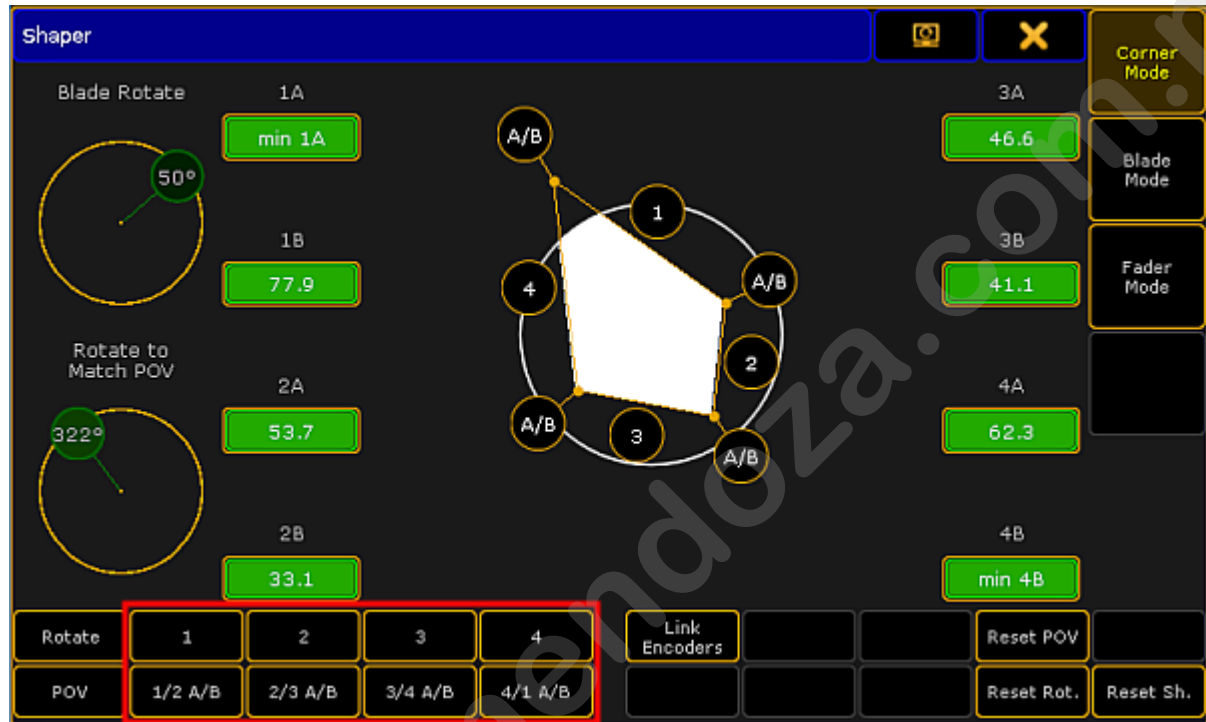 Shaper
Corner
Mode
Blade Rotate
1A
3A
min 1A
A/B
46.6
50°
Blade
Mode
1
1B
3B
77.9
4
A/B
41.1
Fader
Mode
Rotate to
Match POV
2
2A
4A
322°
53.7
A/B
3
62.3
A/B
2B
4B
33.1
min 4B
Rotate
1
2
3
4
Link
Encoders
Reset POV
POV
1/2 A/B
2/3 A/B
3/4 A/B
4/1 A/B
Reset Rot.
Reset Sh.
endoza.com.